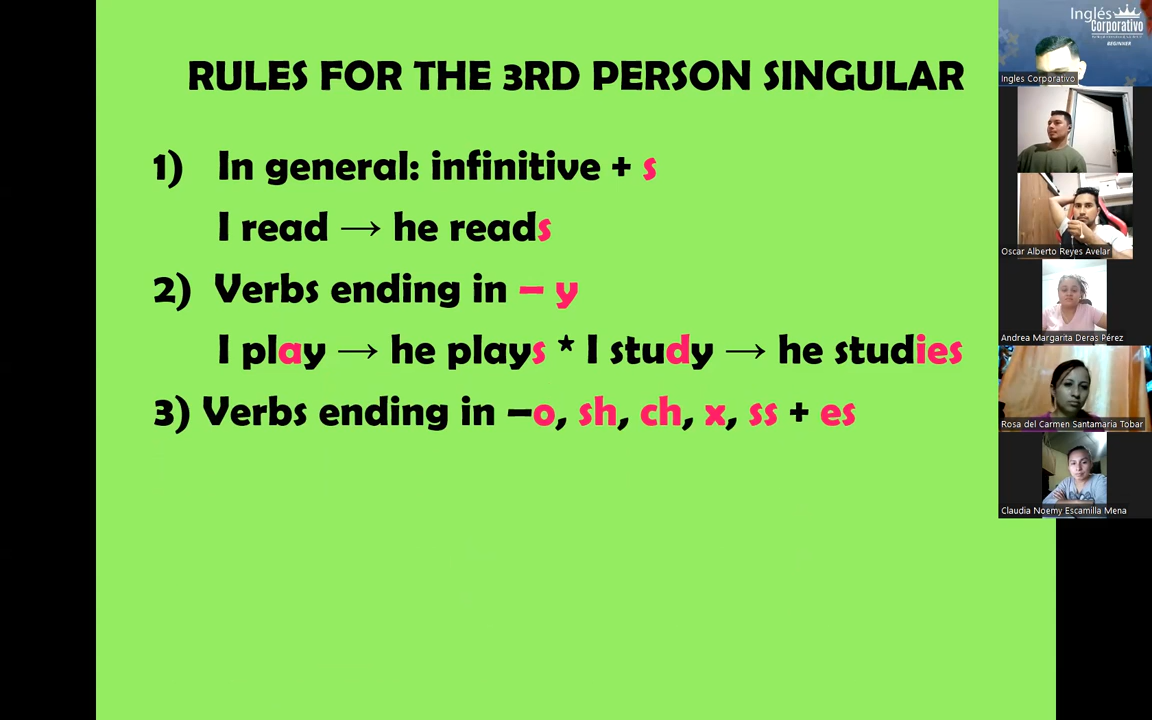 RULES FOR THE 3RD PERSON SINGULAR
1) In general: infinitive + s
I read → he reads
2) Verbs ending in – y
I play → he plays * I study → he studies
3) Verbs ending in –o, sh, ch, x, ss + es
Inglés
Corporativo
BEGINNER
Ingles Corporativo
Oscar Alberto Reyes Avelar
Andrea Margarita Deras Pérez
Rosa del Carmen Santamaria Tobar
Claudia Noemy Escamilla Mena